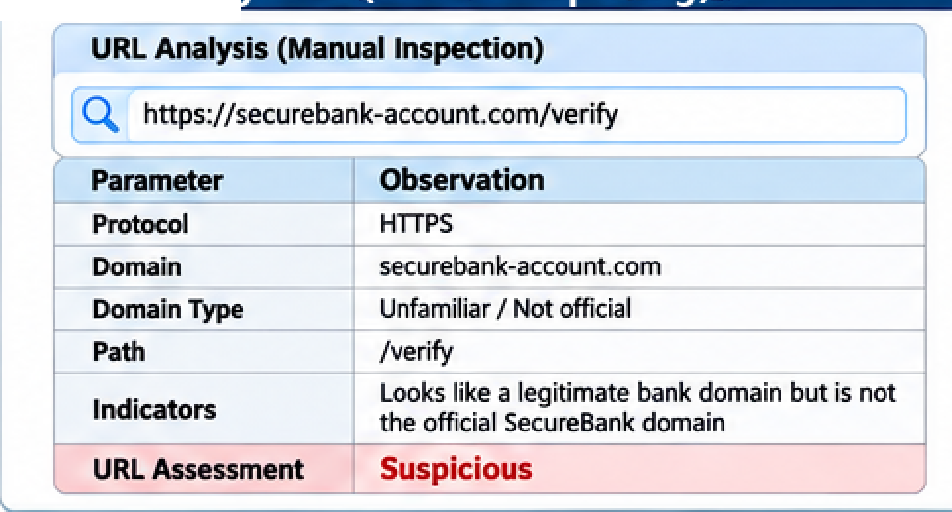 URL Analysis (Manual Inspection)
https://securebank-account.com/verify
Parameter Observation
Protocol HTTPS
Domain securebank-account.com
Domain Type Unfamiliar / Not official
Path /verify
Indicators Looks like a legitimate bank domain but is not
the official SecureBank domain
URL Assessment Suspicious